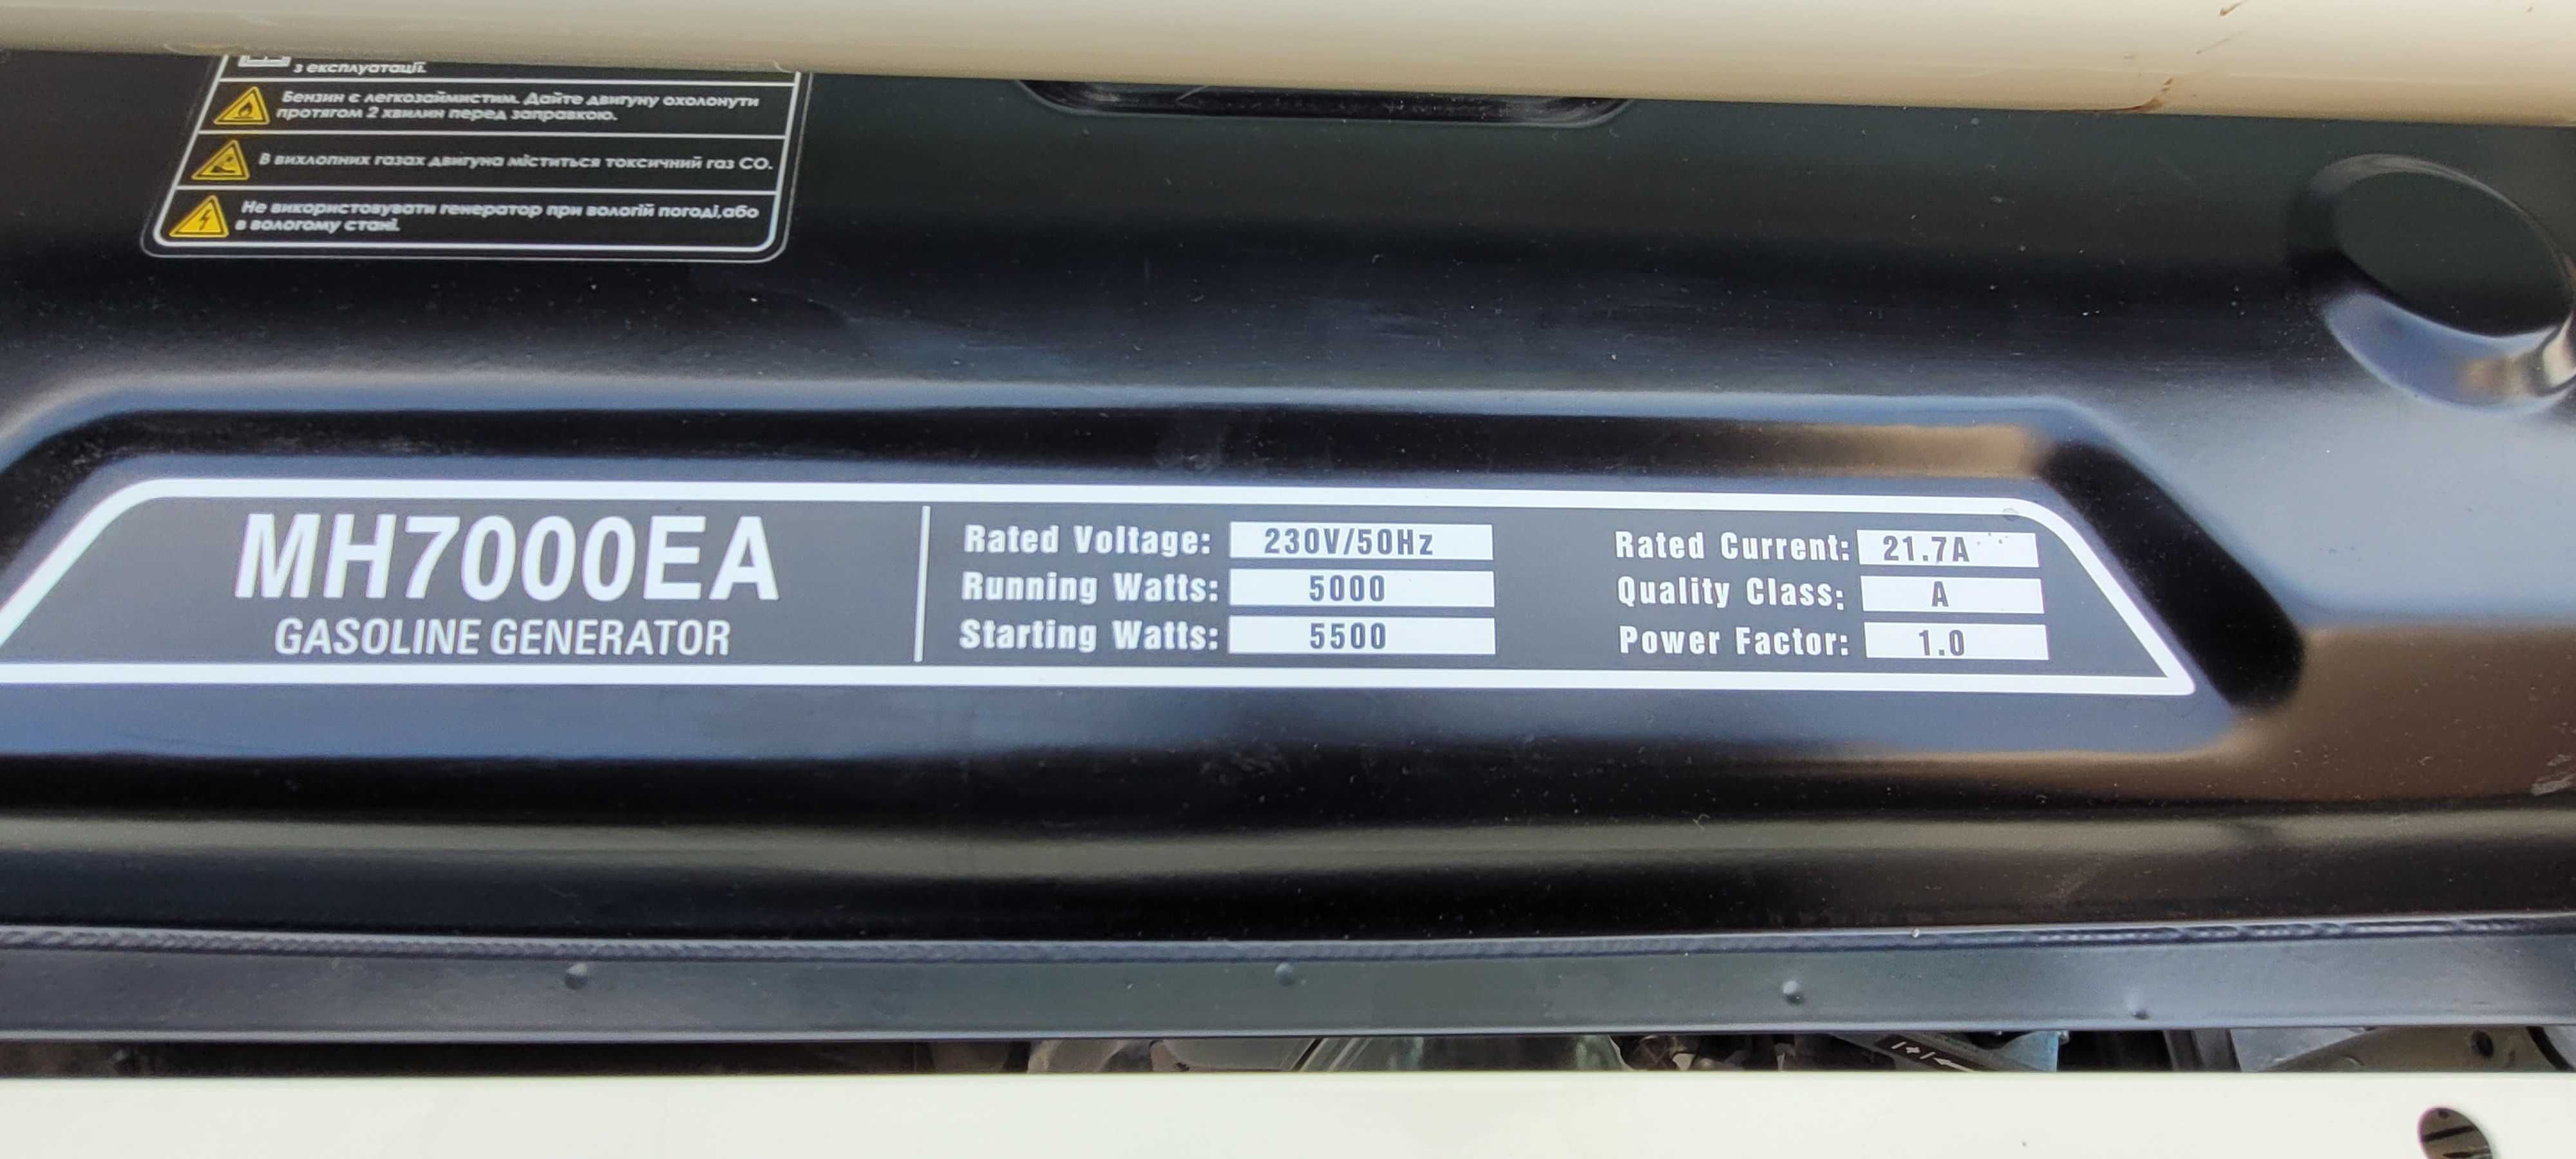 з експлуатації.
Бензин є легкозаймистим. Дайте двигуну охолонути
протягом 2 хвилин перед заправкою.
В вихлопних газах двигуна міститься токсичний газ CO.
Не використовувати генератор при вологій погоді,або
в вологому стані.
MH7000EA
GASOLINE GENERATOR
Rated Voltage: 230V/50Hz
Running Watts: 5000
Starting Watts: 5500
Rated Current: 21.7A
Quality Class: A
Power Factor: 1.0